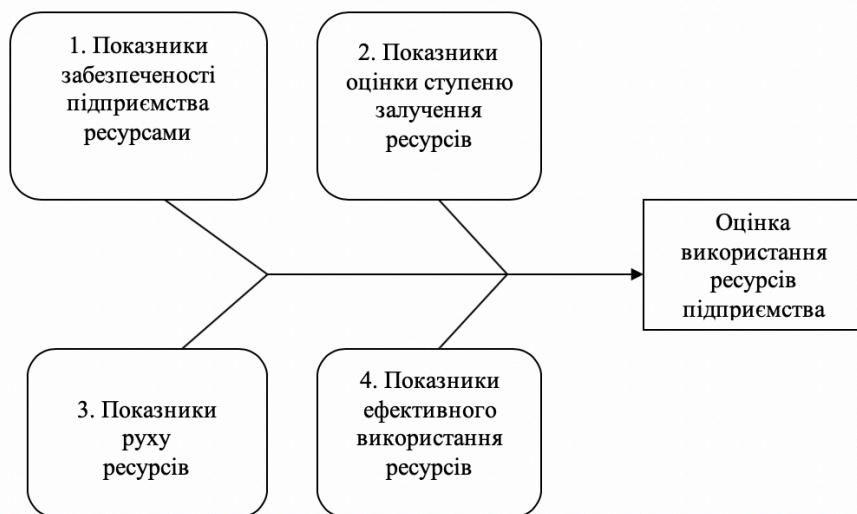 1. Показники
забезпеченості
підприємства
ресурсами
2. Показники
оцінки ступеню
залучення
ресурсів
Оцінка
використання
ресурсів
підприємства
3. Показники
руху
ресурсів
4. Показники
ефективного
використання
ресурсів